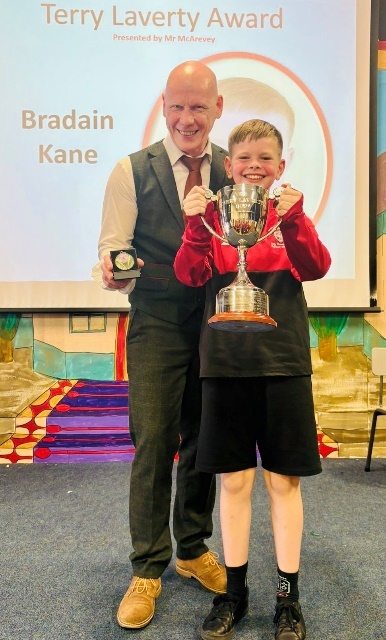 Terry Laverty Award
Presented by Mr McArevey
Bradain
Kane